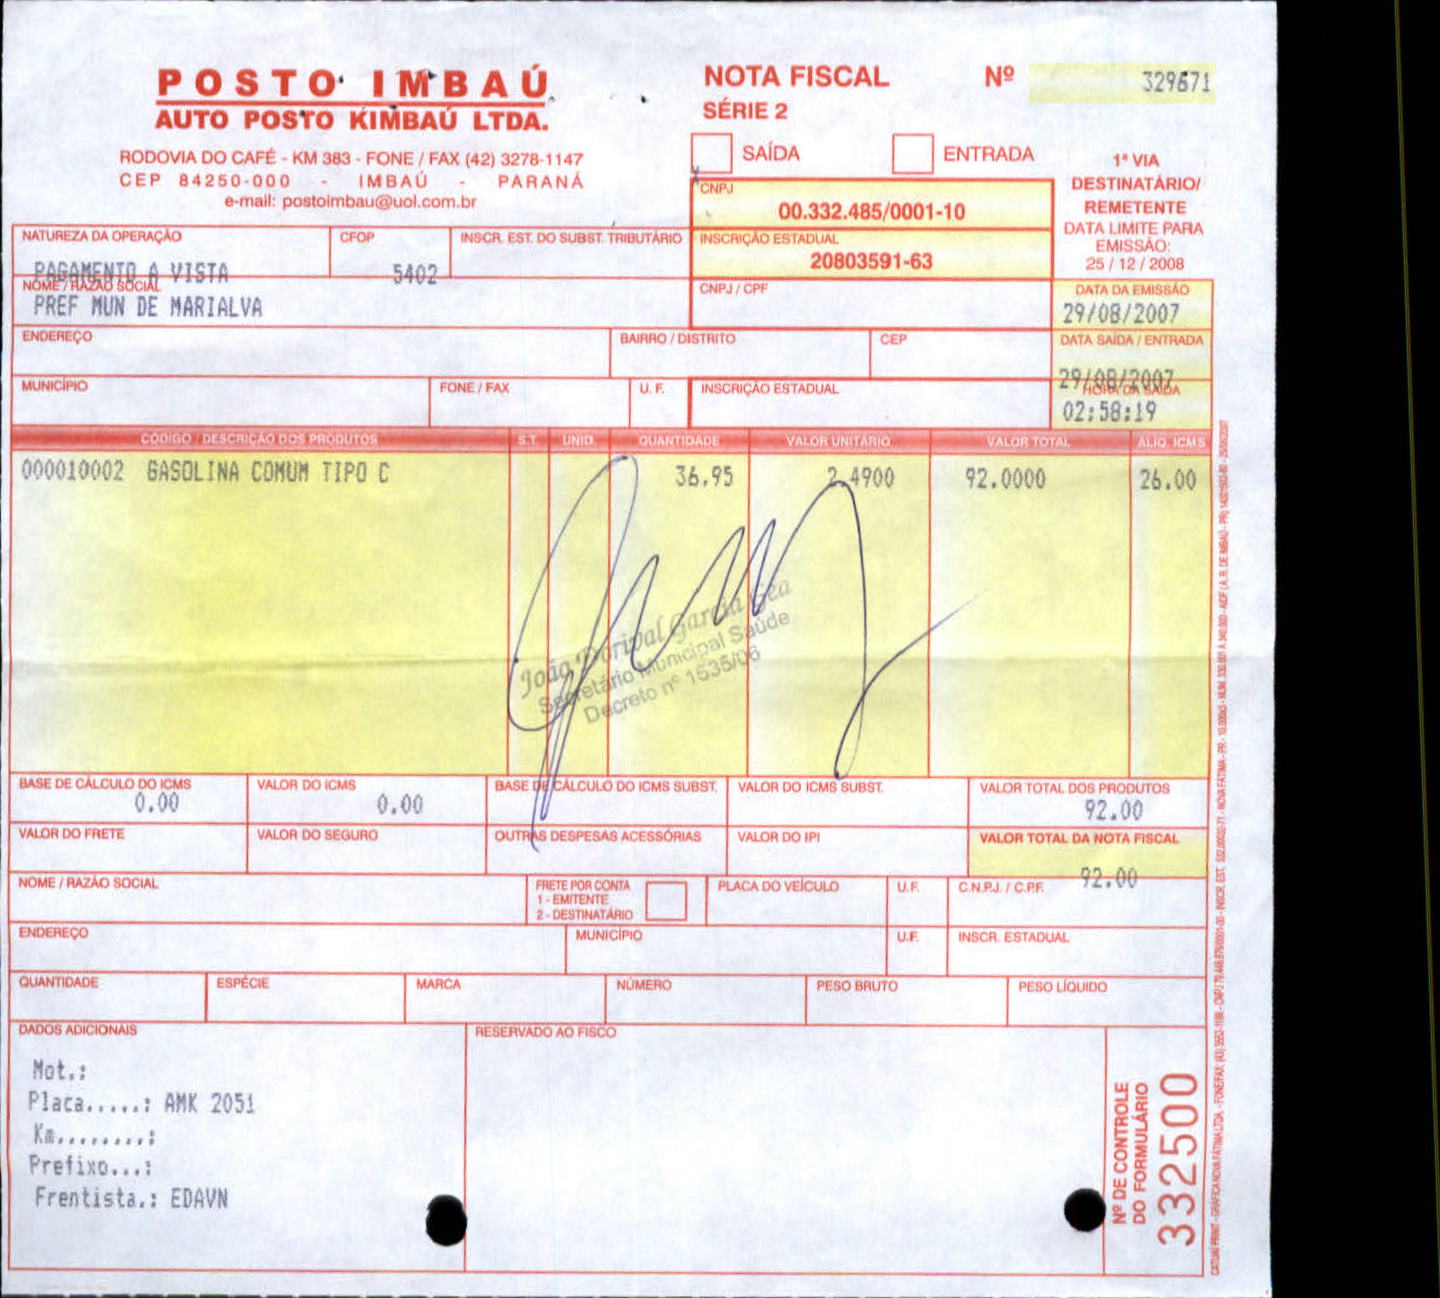 POSTO IMBAÚ
AUTO POSTO KIMBAÚ LTDA.
RODOVIA DO CAFÉ - KM 383 - FONE / FAX (42) 3278-1147
CEP 84250-000 - IMBAÚ - PARANÁ
e-mail: postoimbau@uol.com.br
NOTA FISCAL Nº 329671
SÉRIE 2
SAÍDA ENTRADA
X
1ª VIA
DESTINATÁRIO/
REMETENTE
DATA LIMITE PARA
EMISSÃO:
25 / 12 / 2008
CNPJ
00.332.485/0001-10
NATUREZA DA OPERAÇÃO CFOP INSCR. EST. DO SUBST. TRIBUTÁRIO INSCRIÇÃO ESTADUAL
PAGAMENTO A VISTA 5402 20803591-63
NOME / RAZÃO SOCIAL CNPJ / CPF DATA DA EMISSÃO
PREF MUN DE MARIALVA 29/08/2007
ENDEREÇO BAIRRO / DISTRITO CEP DATA SAÍDA / ENTRADA
29/08/2007
MUNICÍPIO FONE / FAX U. F. INSCRIÇÃO ESTADUAL HORA DA SAÍDA
02:58:19
CÓDIGO / DESCRIÇÃO DOS PRODUTOS S.T. UNID. QUANTIDADE VALOR UNITÁRIO VALOR TOTAL ALIQ. ICMS
000010002 GASOLINA COMUM TIPO C 36.95 2.4900 92.0000 26.00
João Dorival Garcia
Secretário Municipal Saúde
Decreto nº 1535/06
BASE DE CÁLCULO DO ICMS VALOR DO ICMS BASE DE CÁLCULO DO ICMS SUBST. VALOR DO ICMS SUBST. VALOR TOTAL DOS PRODUTOS
0.00 0.00 92.00
VALOR DO FRETE VALOR DO SEGURO OUTRAS DESPESAS ACESSÓRIAS VALOR DO IPI VALOR TOTAL DA NOTA FISCAL
92.00
NOME / RAZÃO SOCIAL FRETE POR CONTA PLACA DO VEÍCULO U.F. C.N.P.J. / C.P.F.
1 - EMITENTE
2 - DESTINATÁRIO
ENDEREÇO MUNICÍPIO U.F. INSCR. ESTADUAL
QUANTIDADE ESPÉCIE MARCA NÚMERO PESO BRUTO PESO LÍQUIDO
DADOS ADICIONAIS RESERVADO AO FISCO
Mot.:
Placa.....: AMK 2051
Km........:
Prefixo...:
Frentista.: EDAVN
Nº DE CONTROLE
DO FORMULÁRIO
332500